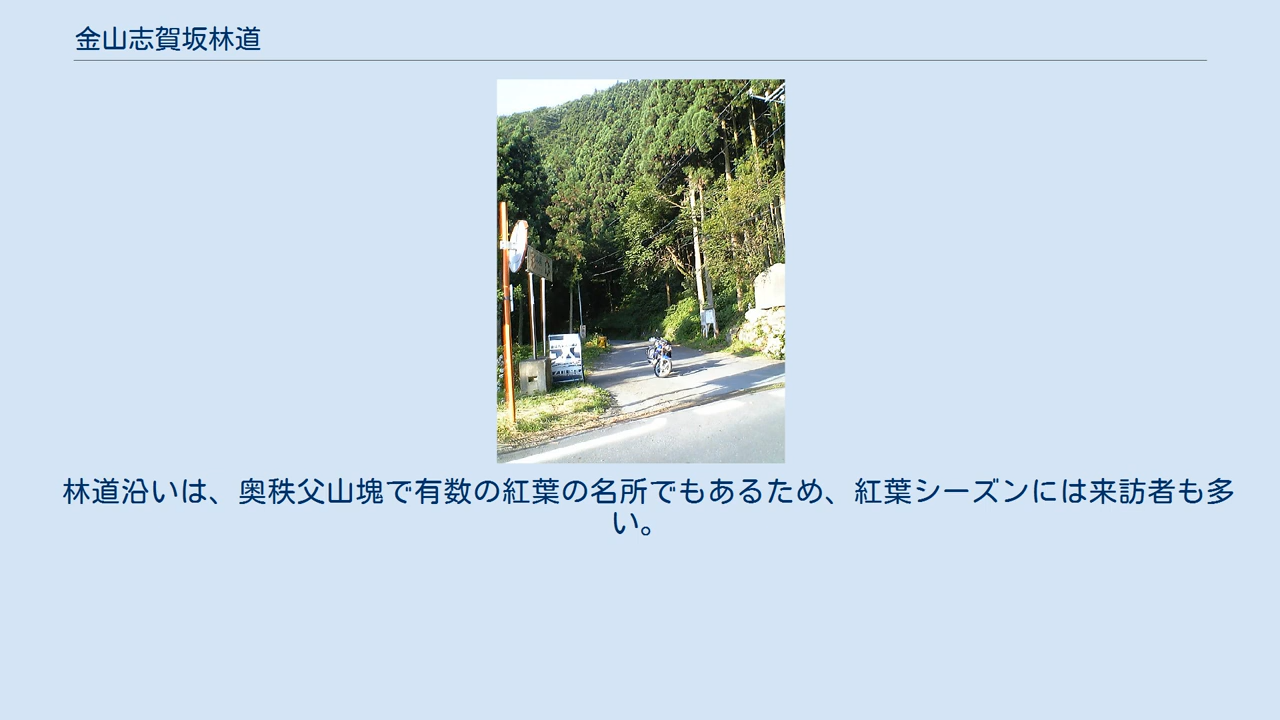 金山志賀坂林道
林道沿いは、奥秩父山塊で有数の紅葉の名所でもあるため、紅葉シーズンには来訪者も多
い。